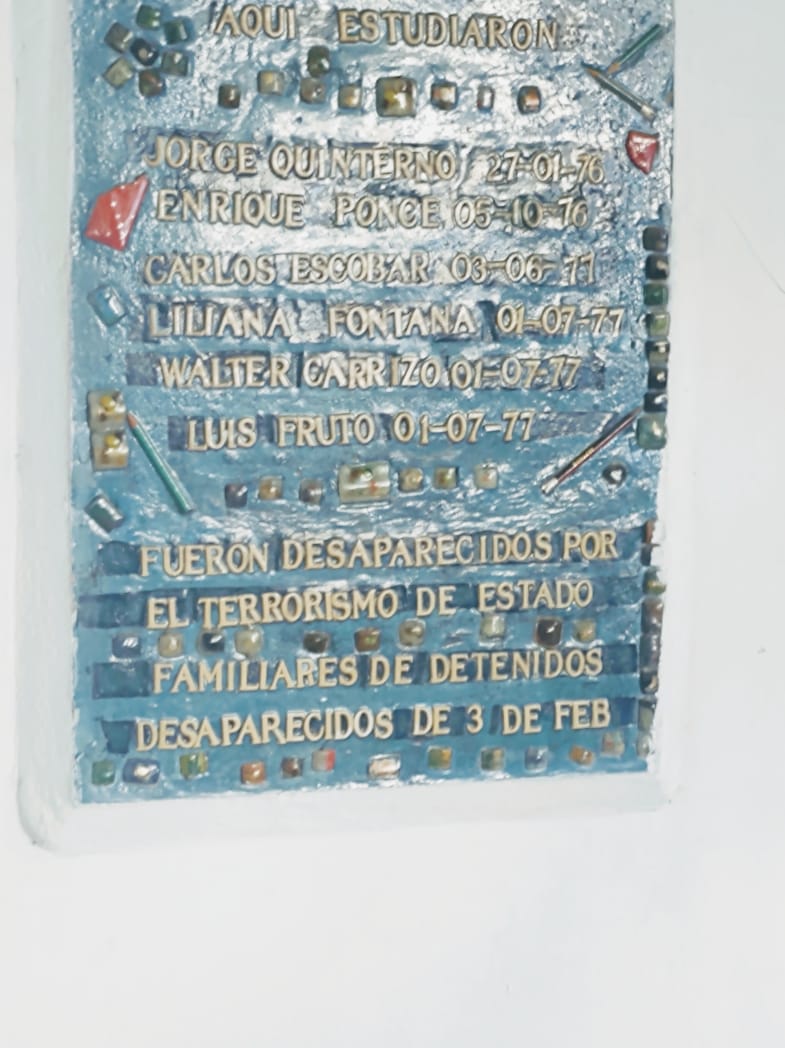 AQUI ESTUDIARON
JORGE QUINTERNO 27-01-76
ENRIQUE PONCE 05-10-76
CARLOS ESCOBAR 03-06-77
LILIANA FONTANA 01-07-77
WALTER CARRIZO 01-07-77
LUIS FRUTO 01-07-77
FUERON DESAPARECIDOS POR
EL TERRORISMO DE ESTADO
FAMILIARES DE DETENIDOS
DESAPARECIDOS DE 3 DE FEB